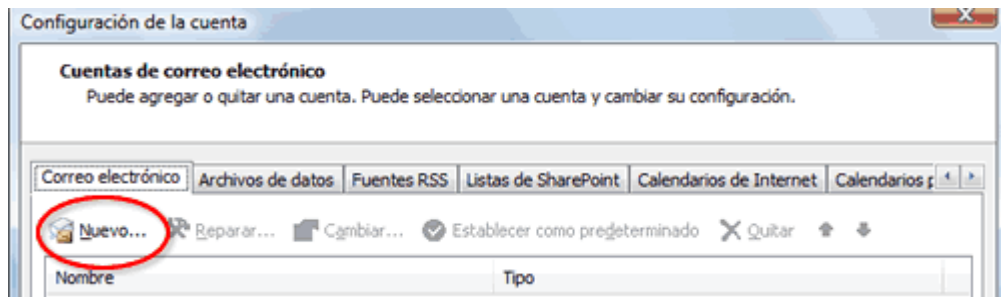 Configuración de la cuenta
Cuentas de correo electrónico
Puede agregar o quitar una cuenta. Puede seleccionar una cuenta y cambiar su configuración.
Correo electrónico Archivos de datos Fuentes RSS Listas de SharePoint Calendarios de Internet Calendarios p
Nuevo... Reparar... Cambiar... Establecer como predeterminado Quitar
Nombre Tipo